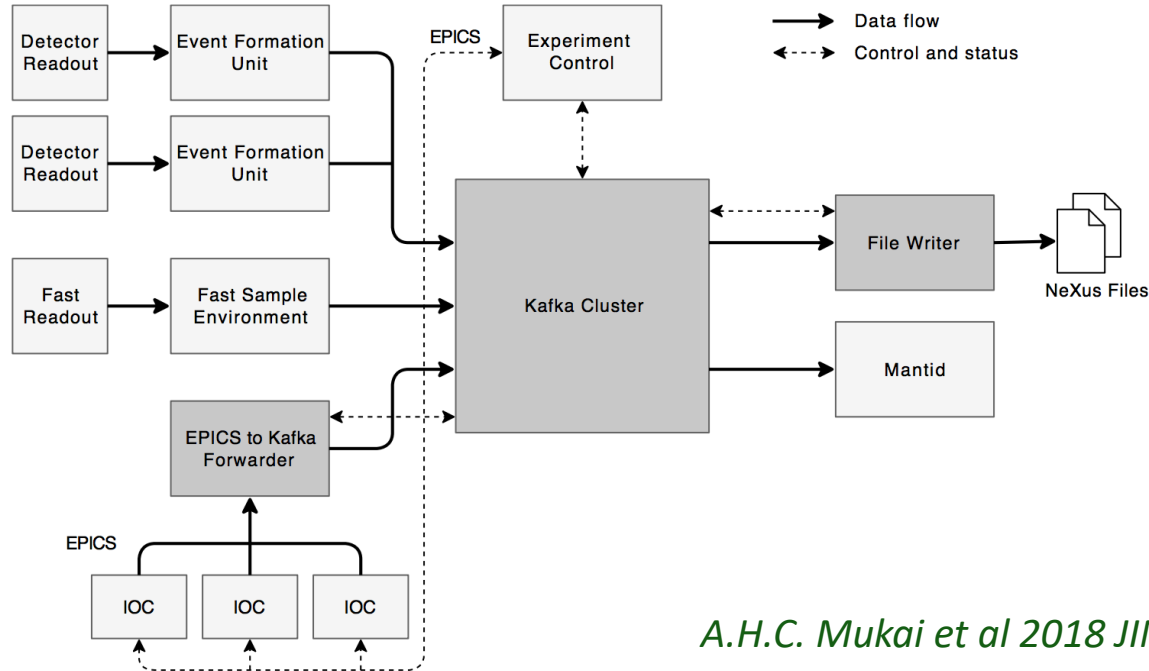 Detector
Readout
Event Formation
Unit
EPICS
Experiment
Control
Data flow
Control and status
Detector
Readout
Event Formation
Unit
Fast
Readout
Fast Sample
Environment
Kafka Cluster
File Writer
NeXus Files
Mantid
EPICS to Kafka
Forwarder
EPICS
IOC
IOC
IOC
A.H.C. Mukai et al 2018